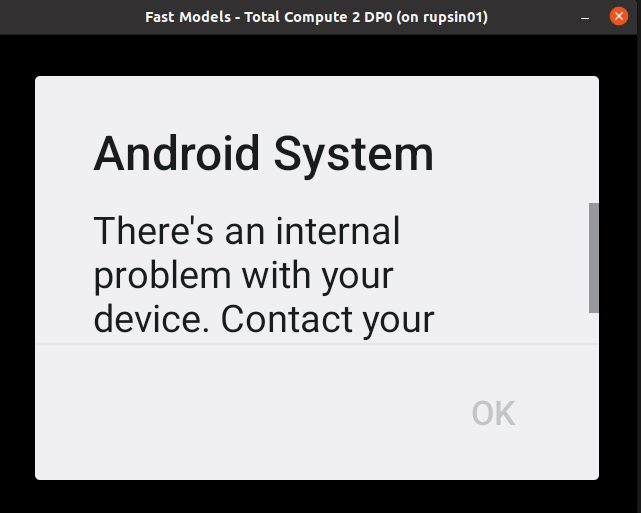 Fast Models - Total Compute 2 DP0 (on rupsin01)
Android System
There's an internal
problem with your
device. Contact your
OK